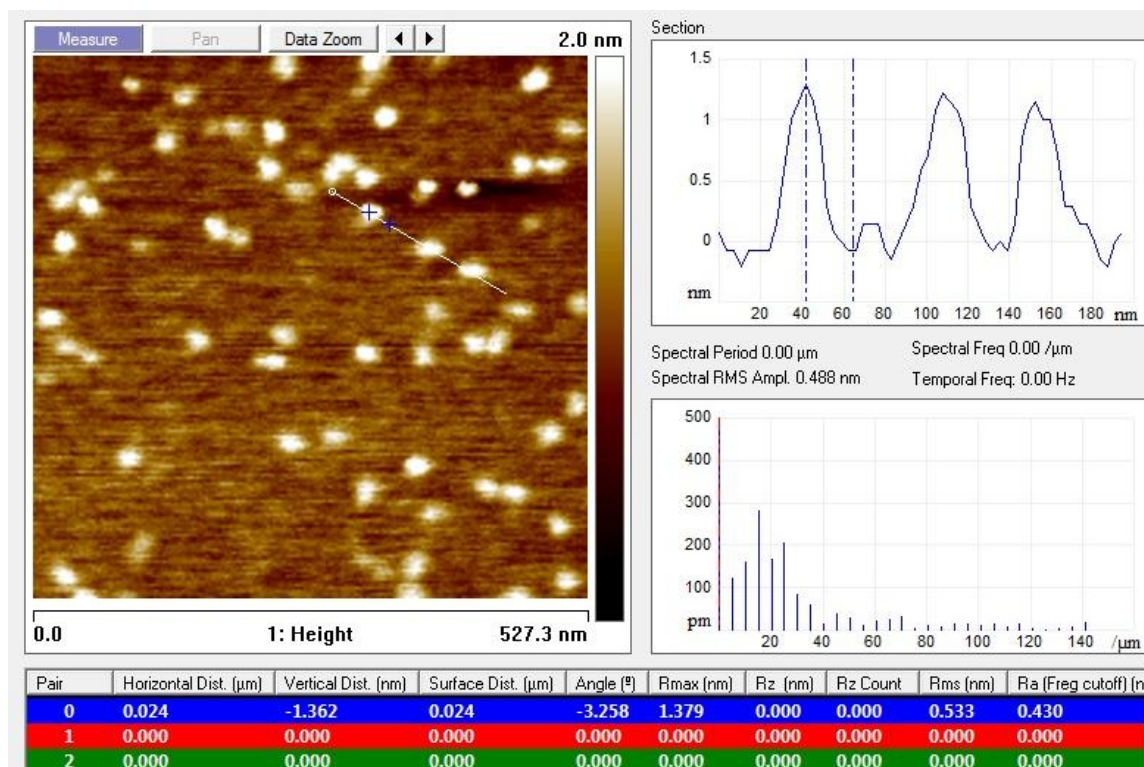 Measure Pan Data Zoom 2.0 nm
0.0 1: Height 527.3 nm
Section
1.5
1
0.5
0
nm
20 40 60 80 100 120 140 160 180 nm
Spectral Period 0.00 µm Spectral Freq 0.00 /µm
Spectral RMS Ampl. 0.488 nm Temporal Freq: 0.00 Hz
500
400
300
200
100
pm
20 40 60 80 100 120 140 /µm
Pair Horizontal Dist. (µm) Vertical Dist. (nm) Surface Dist. (µm) Angle (º) Rmax (nm) Rz (nm) Rz Count Rms (nm) Ra (Freg cutoff) (n
0 0.024 -1.362 0.024 -3.258 1.379 0.000 0.000 0.533 0.430
1 0.000 0.000 0.000 0.000 0.000 0.000 0.000 0.000 0.000
2 0.000 0.000 0.000 0.000 0.000 0.000 0.000 0.000 0.000